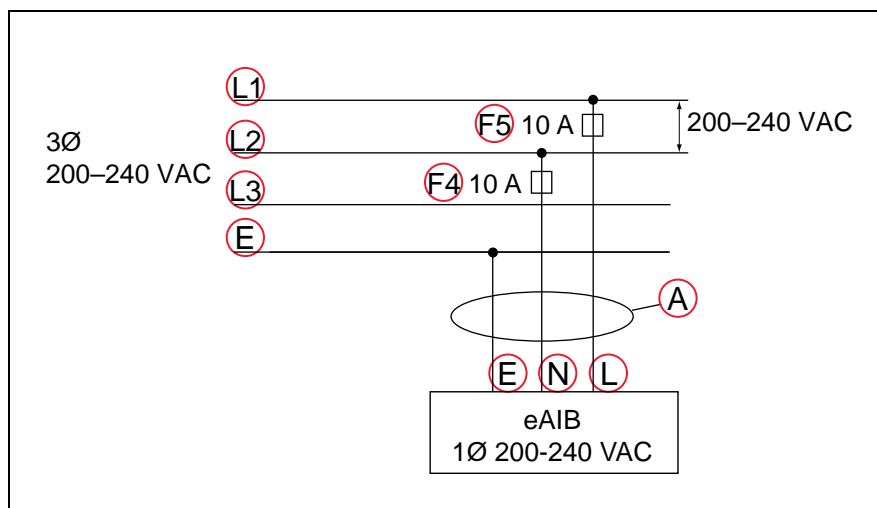 L1
F5 10 A
200–240 VAC
3Ø
200–240 VAC
L2
F4 10 A
L3
E
A
E N L
eAIB
1Ø 200-240 VAC